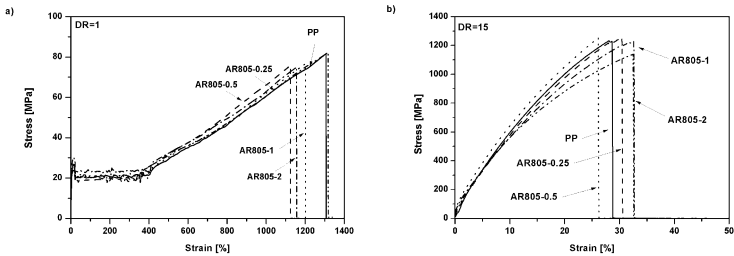 a)
DR=1
PP
AR805-0.25
AR805-0.5
AR805-1
AR805-2
Stress [MPa]
100
80
60
40
20
0
0 200 400 600 800 1000 1200 1400
Strain [%]
b)
DR=15
AR805-1
AR805-2
PP
AR805-0.25
AR805-0.5
Stress [MPa]
1400
1200
1000
800
600
400
200
0
0 10 20 30 40 50
Strain [%]